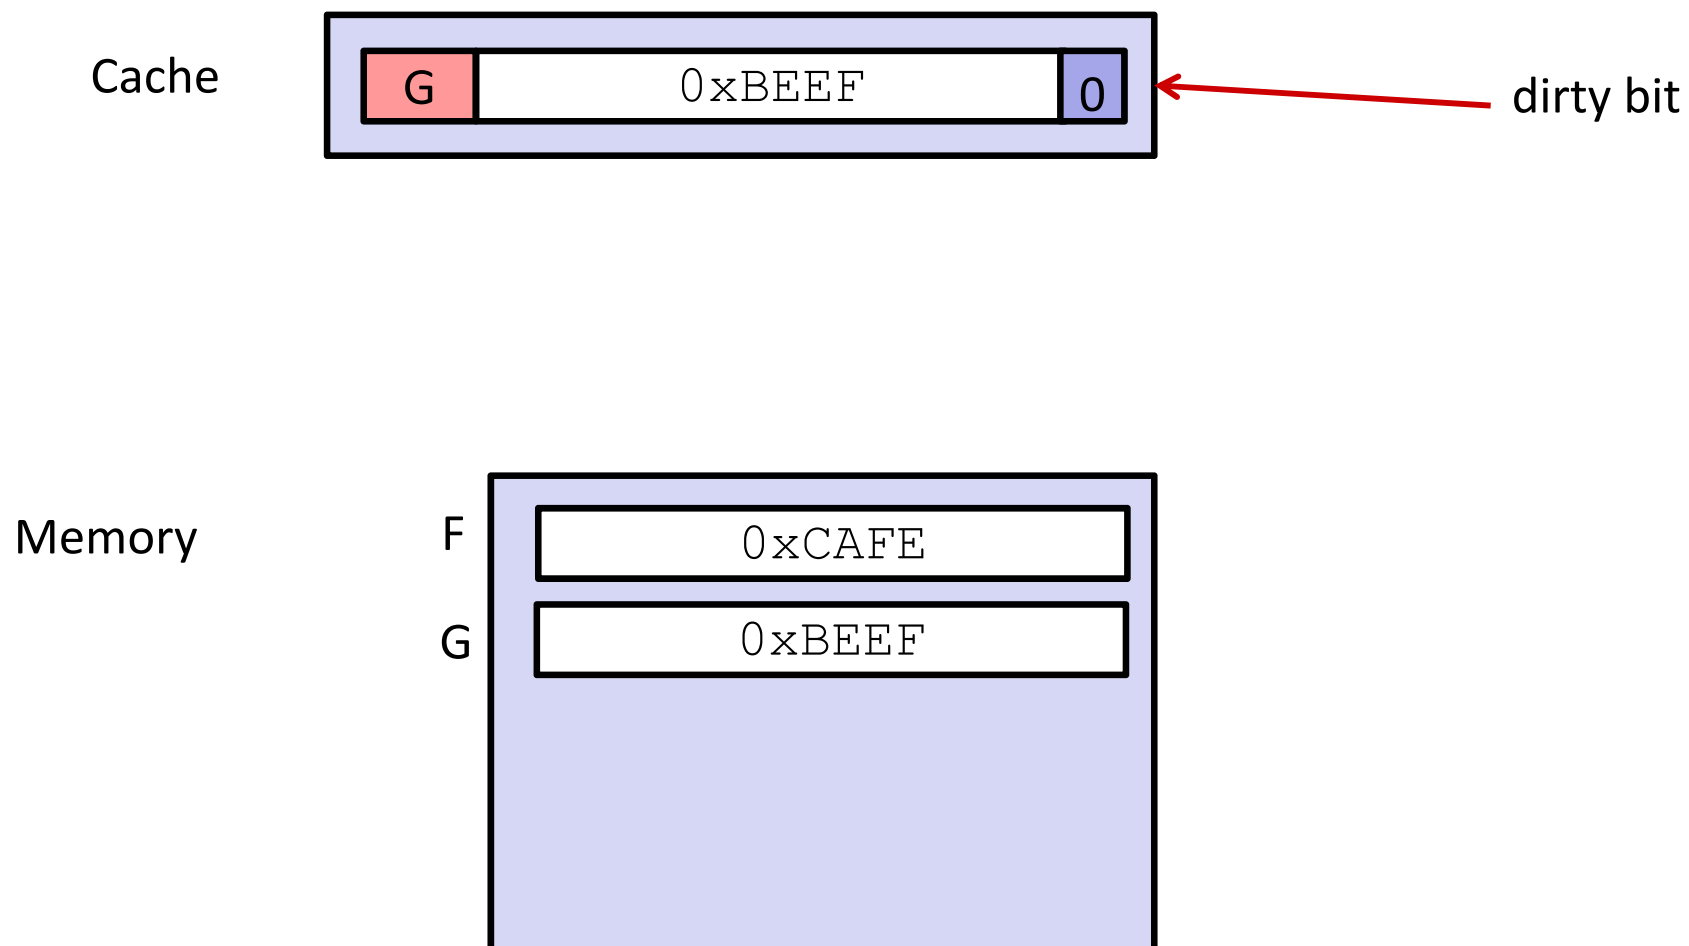 Cache
G 0xBEEF 0
dirty bit
Memory
F 0xCAFE
G 0xBEEF